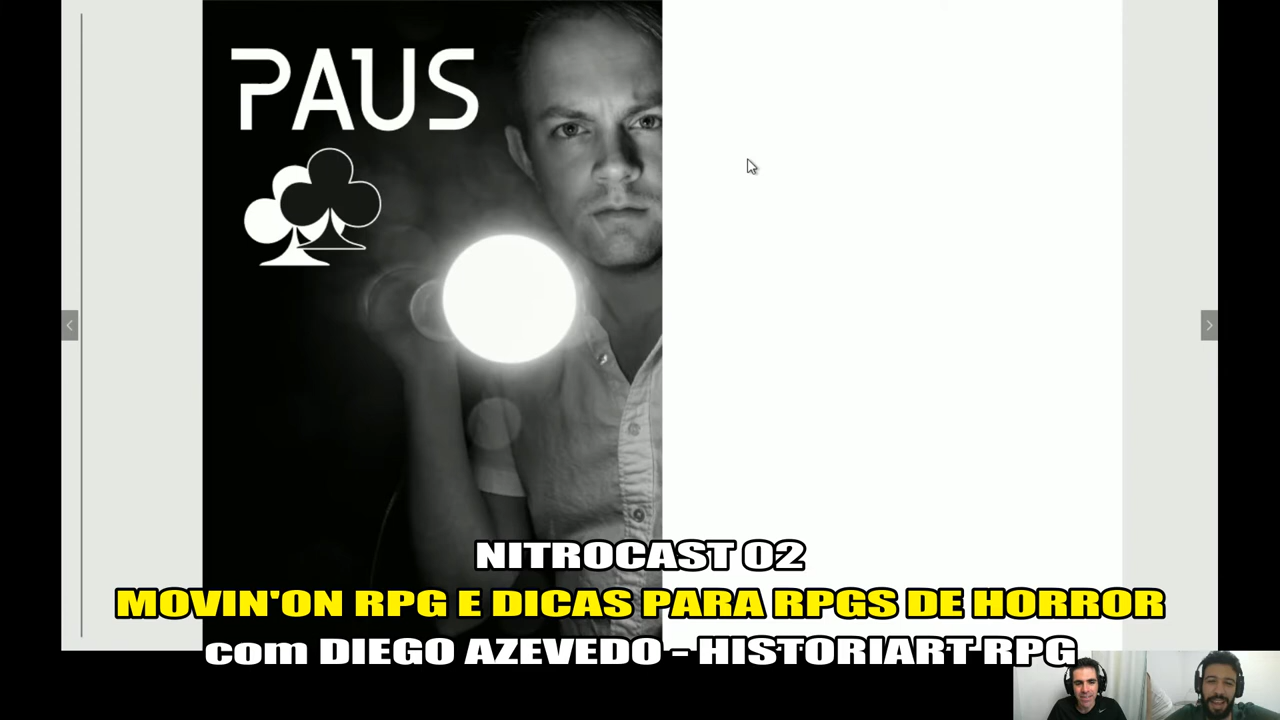 PAUS
NITROCAST 02
MOVIN'ON RPG E DICAS PARA RPGS DE HORROR
com DIEGO AZEVEDO - HISTORIART RPG